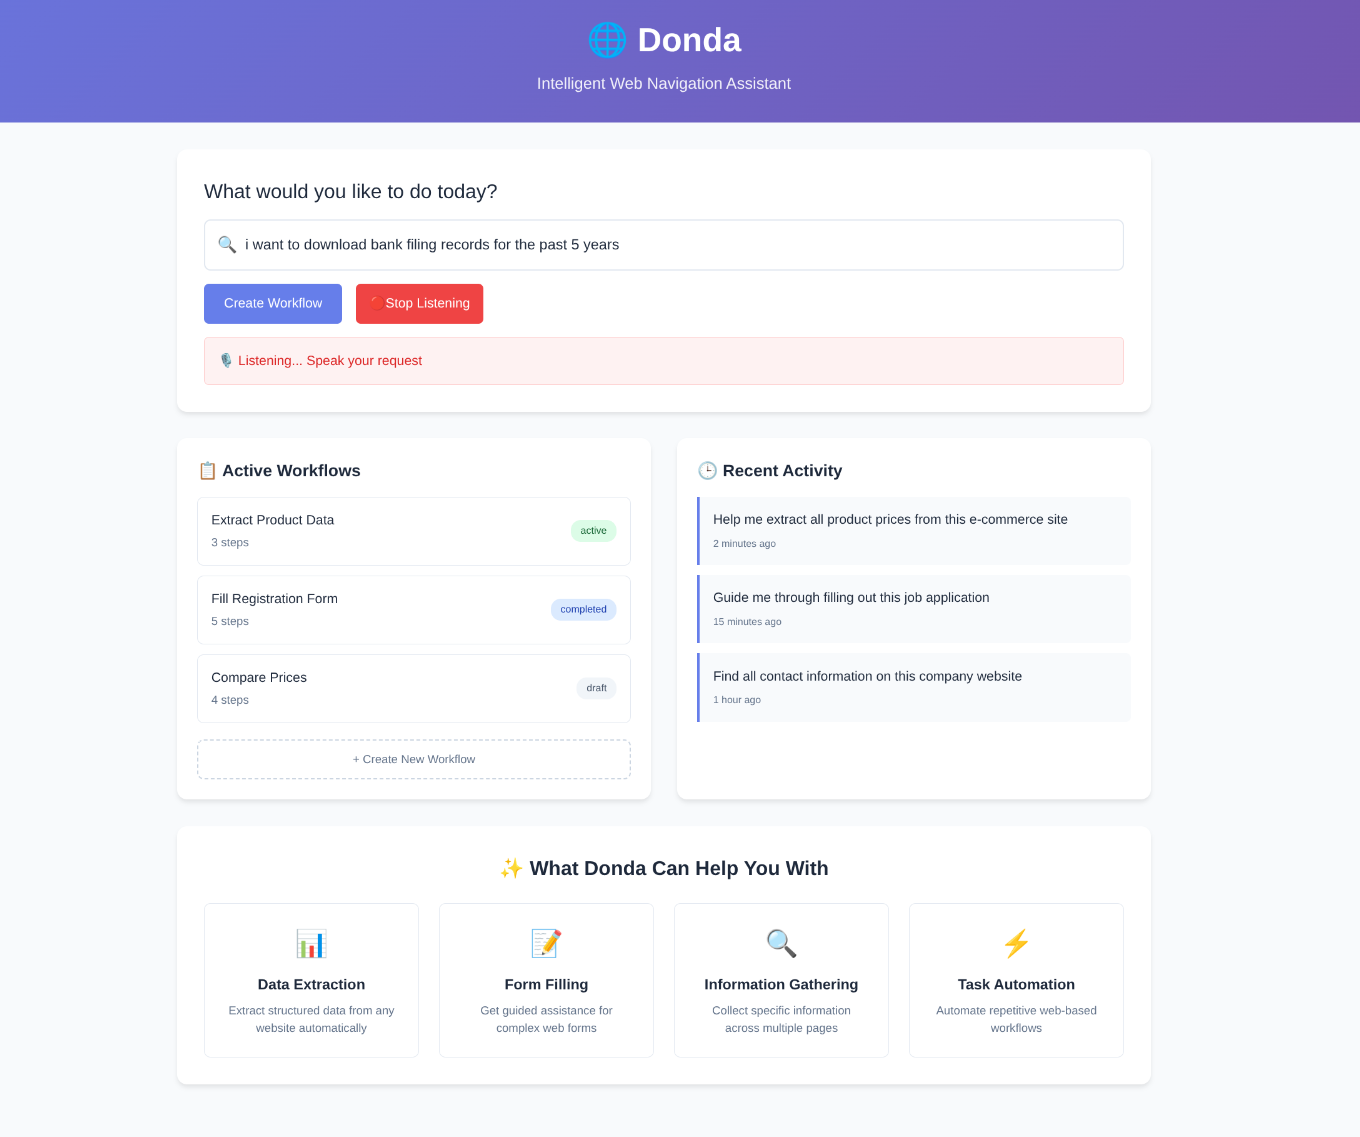 Donda
Intelligent Web Navigation Assistant
What would you like to do today?
i want to download bank filing records for the past 5 years
Create Workflow
Stop Listening
Listening... Speak your request
Active Workflows
Extract Product Data
3 steps
active
Fill Registration Form
5 steps
completed
Compare Prices
4 steps
draft
+ Create New Workflow
Recent Activity
Help me extract all product prices from this e-commerce site
2 minutes ago
Guide me through filling out this job application
15 minutes ago
Find all contact information on this company website
1 hour ago
What Donda Can Help You With
Data Extraction
Extract structured data from any
website automatically
Form Filling
Get guided assistance for
complex web forms
Information Gathering
Collect specific information
across multiple pages
Task Automation
Automate repetitive web-based
workflows